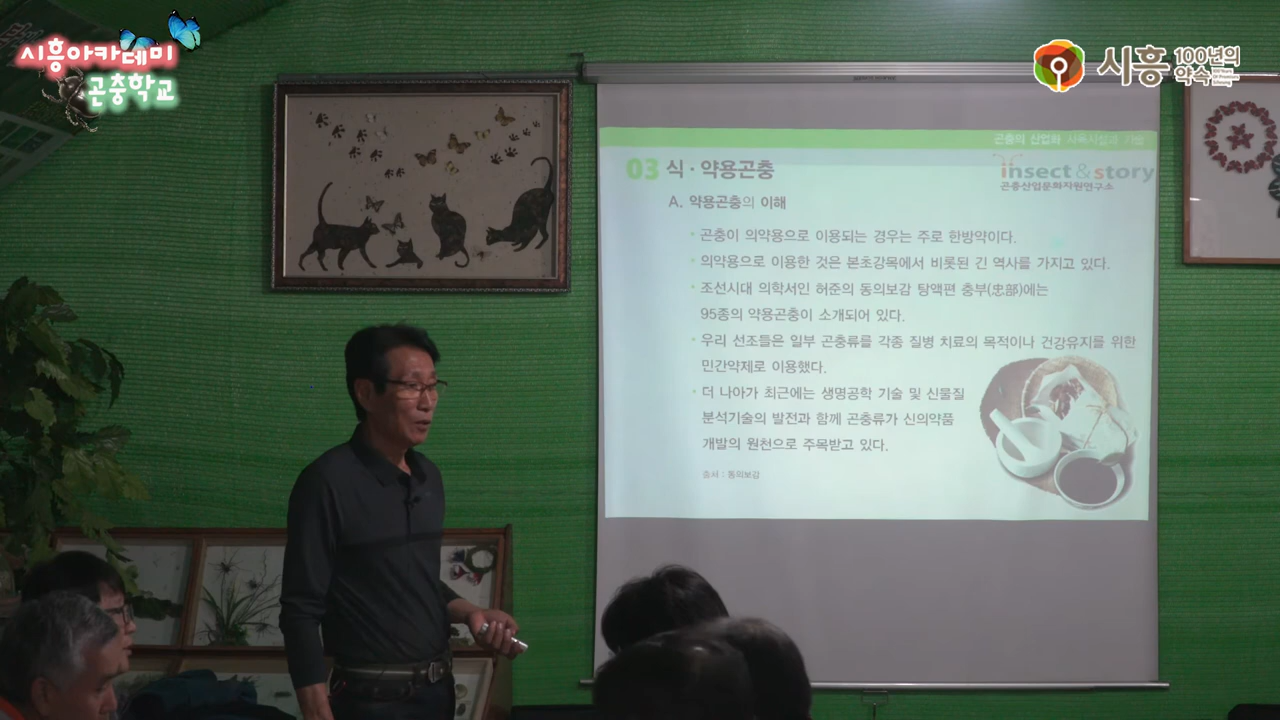 시흥아카데미
곤충학교
시흥 100년의
약속
곤충의 산업화 사육시설과 기술
03 식·약용곤충
insect & story
곤충산업문화자원연구소
A. 약용곤충의 이해
• 곤충이 의약용으로 이용되는 경우는 주로 한방약이다.
• 의약용으로 이용한 것은 본초강목에서 비롯된 긴 역사를 가지고 있다.
• 조선시대 의학서인 허준의 동의보감 탕액편 충부(忠部)에는
95종의 약용곤충이 소개되어 있다.
• 우리 선조들은 일부 곤충류를 각종 질병 치료의 목적이나 건강유지를 위한
민간약제로 이용했다.
• 더 나아가 최근에는 생명공학 기술 및 신물질
분석기술의 발전과 함께 곤충류가 신의약품
개발의 원천으로 주목받고 있다.
출처 : 동의보감